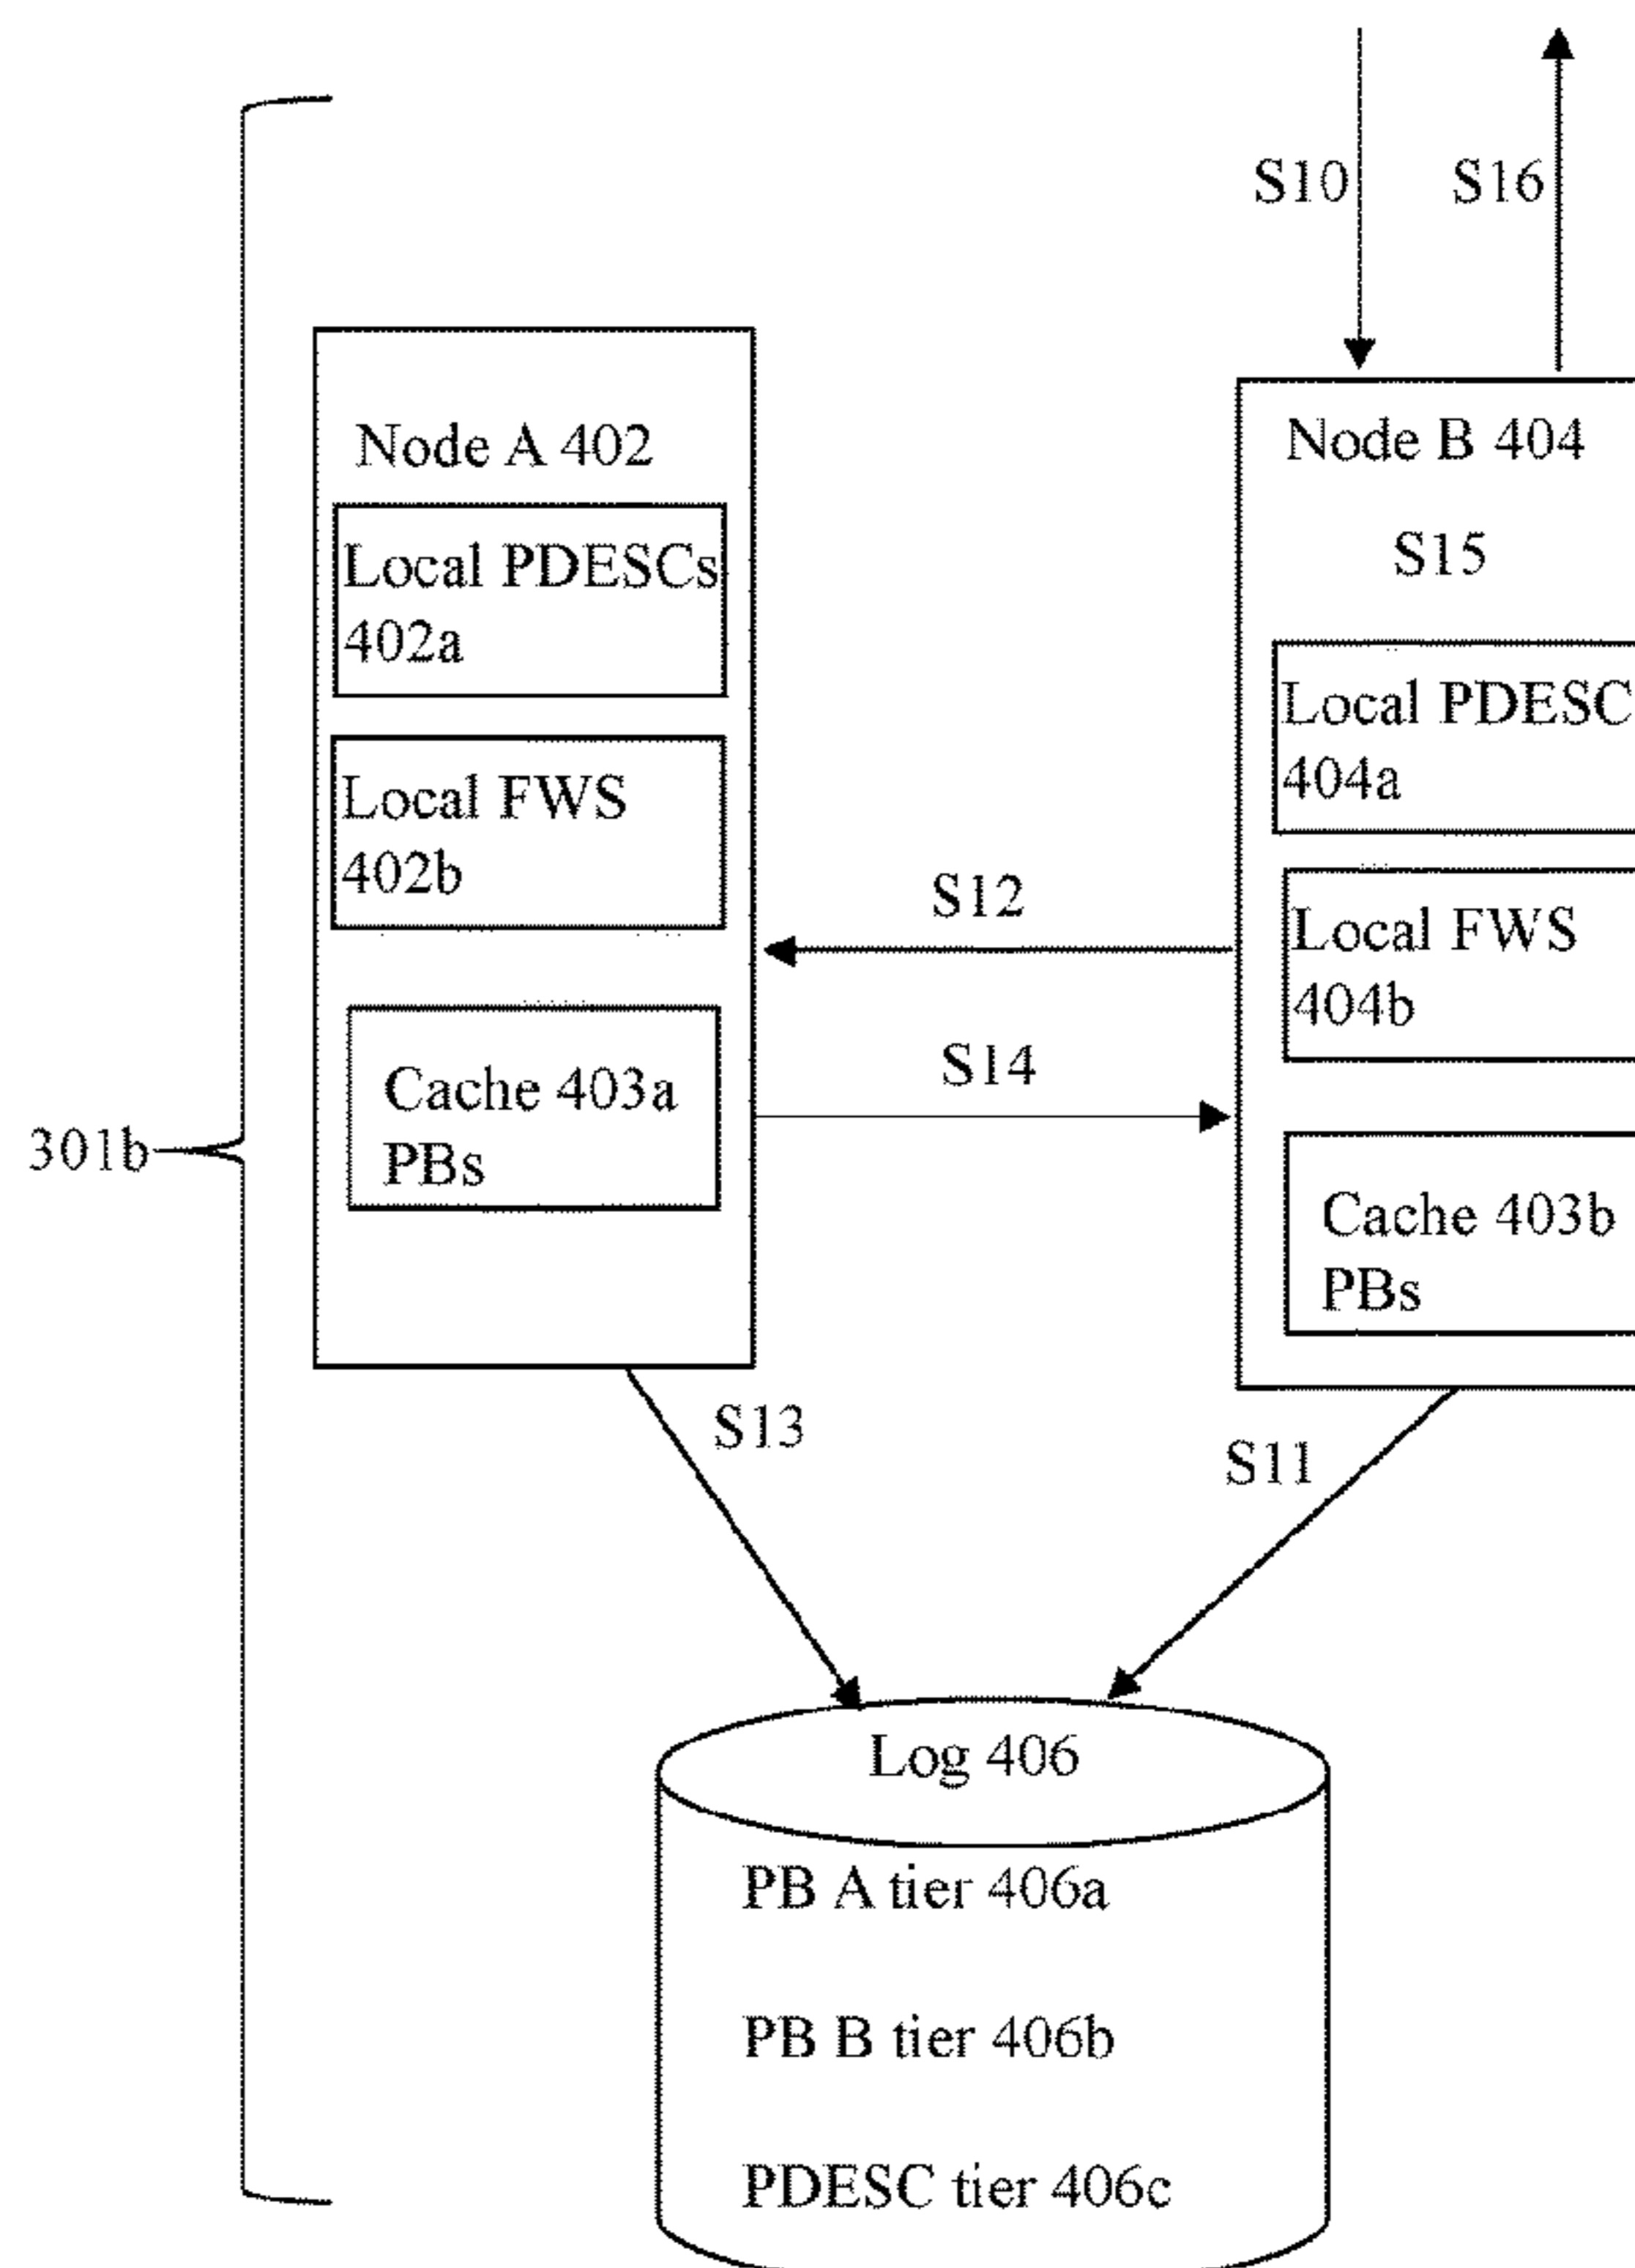 S10
S16
Node A 402
Local PDESCs
402a
Local FWS
402b
Cache 403a
PBs
Node B 404
S15
Local PDESC
404a
Local FWS
404b
Cache 403b
PBs
S12
S14
301b
S13
S11
Log 406
PB A tier 406a
PB B tier 406b
PDESC tier 406c